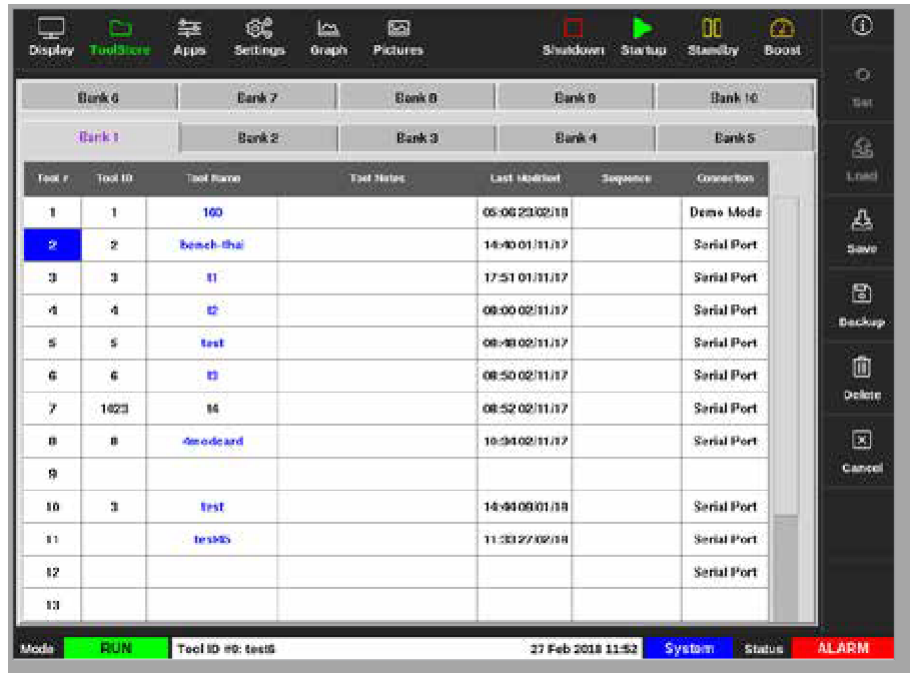 Display ToolStore Apps Settings Graph Pictures Shutdown Startup Standby Boost
Set
Load
Save
Backup
Delete
Cancel
Bank 6 Bank 7 Bank 8 Bank 9 Bank 10
Bank 1 Bank 2 Bank 3 Bank 4 Bank 5
Tool # Tool ID Tool Name Tool Notes Last Modified Sequence Connection
1 1 160 05:06 23/02/18 Demo Mode
2 2 bench-thai 14:40 01/11/17 Serial Port
3 3 t1 17:51 01/11/17 Serial Port
4 4 t2 08:00 02/11/17 Serial Port
5 5 test 08:48 02/11/17 Serial Port
6 6 t3 08:50 02/11/17 Serial Port
7 1023 t4 08:52 02/11/17 Serial Port
8 8 4modcard 10:34 02/11/17 Serial Port
9
10 3 test 14:44 09/01/18 Serial Port
11 11:33 27/02/18 Serial Port
12 Serial Port
13
Mode RUN Tool ID #0: test6 27 Feb 2018 11:52 System Status ALARM